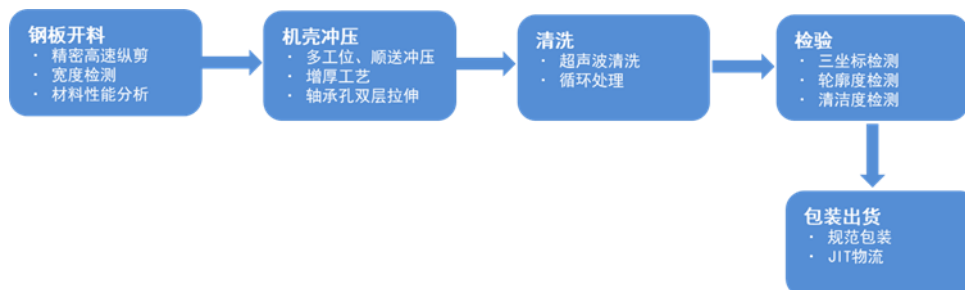 钢板开料
· 精密高速纵剪
· 宽度检测
· 材料性能分析
机壳冲压
· 多工位、顺送冲压
· 增厚工艺
· 轴承孔双层拉伸
清洗
· 超声波清洗
· 循环处理
检验
· 三坐标检测
· 轮廓度检测
· 清洁度检测
包装出货
· 规范包装
· JIT物流